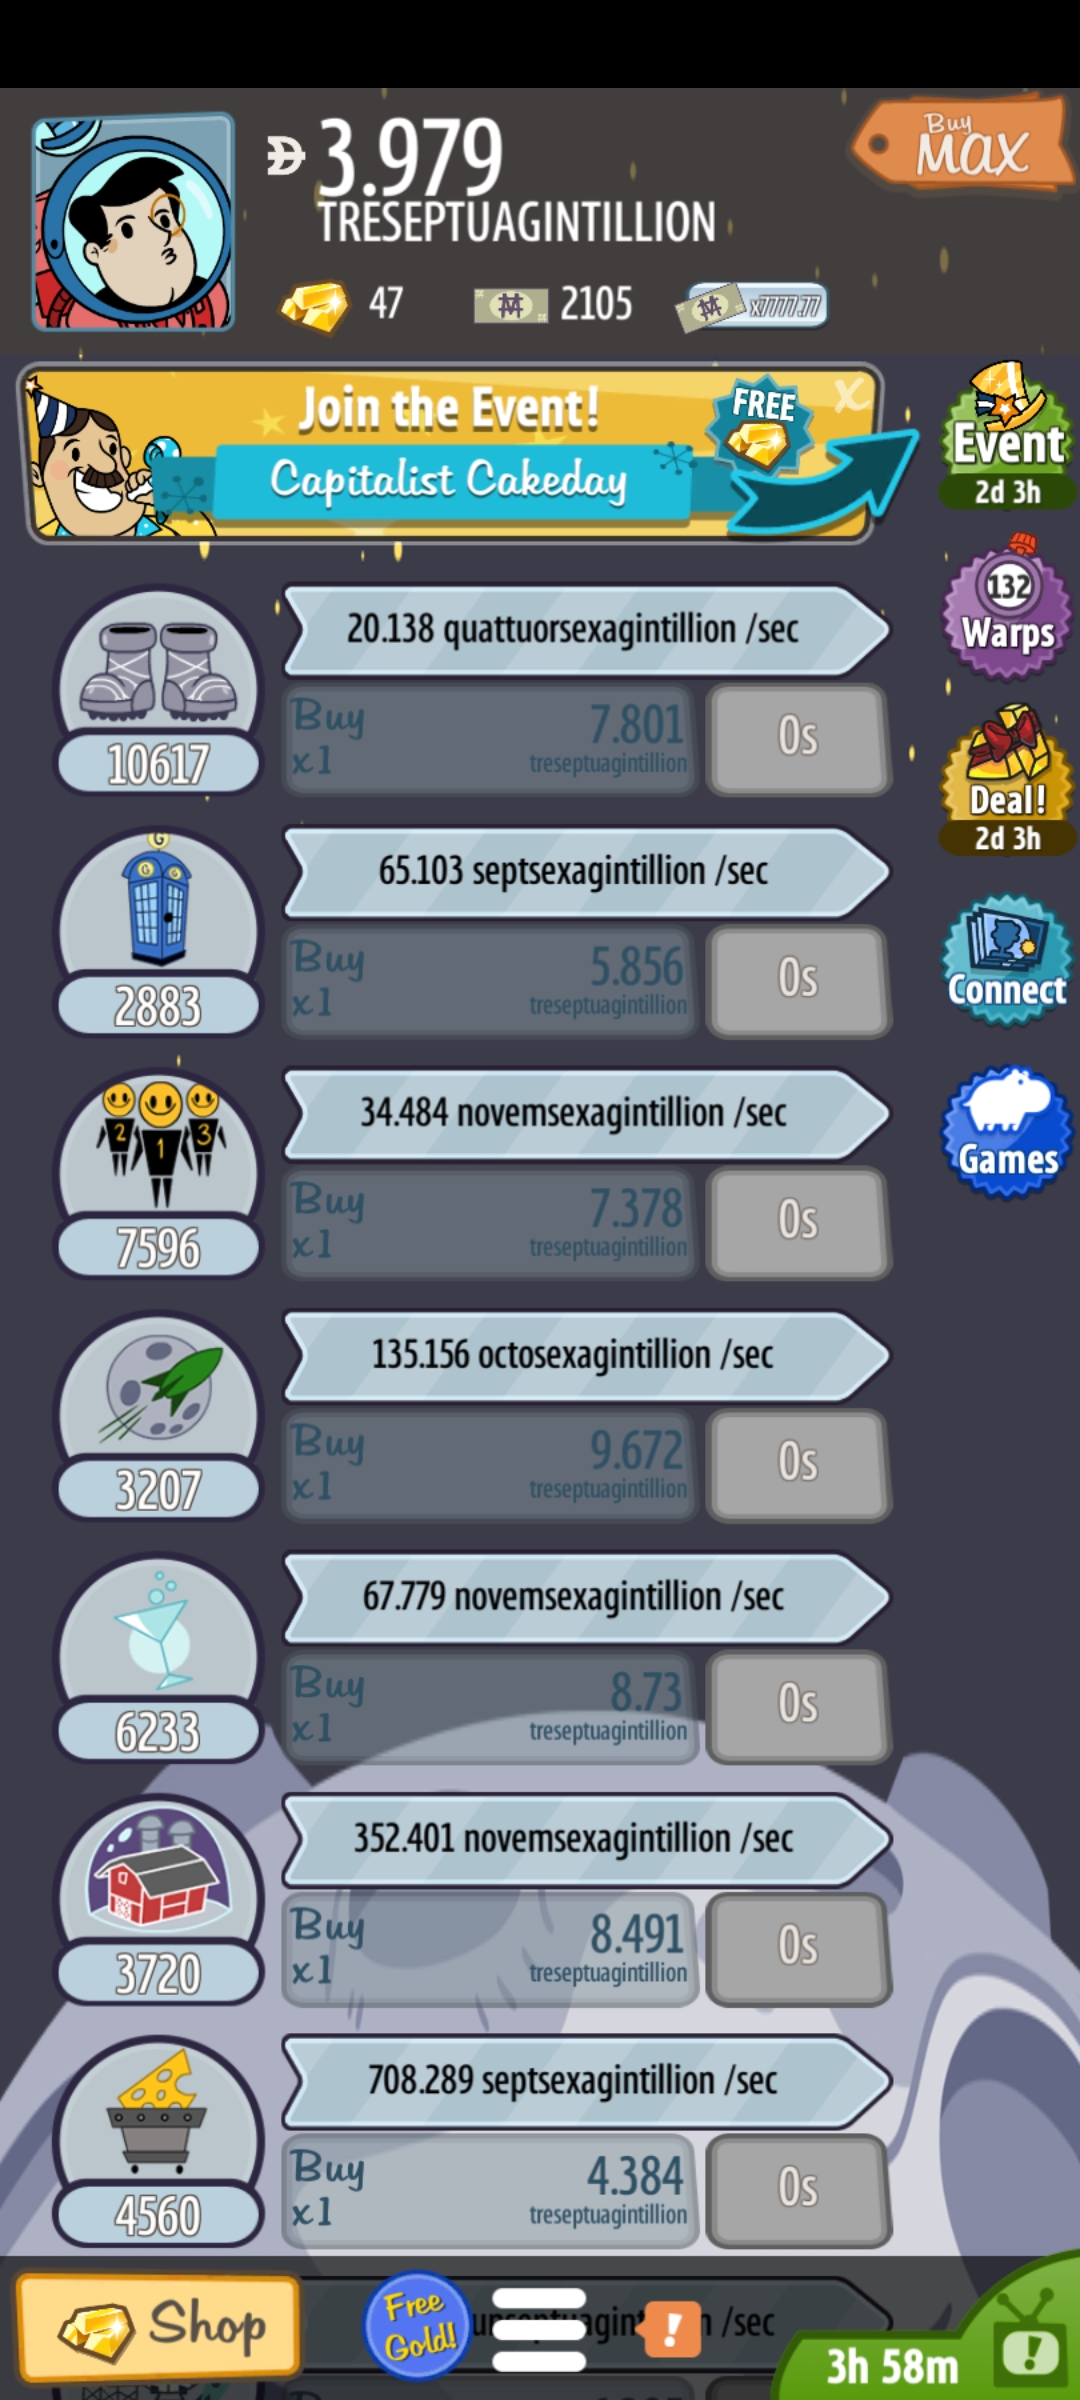 3.979
TRESEPTUAGINTILLION
Buy
MAX
47
2105
x7777.77
Join the Event!
Capitalist Cakeday
FREE
x
Event
2d 3h
132
Warps
Deal!
2d 3h
Connect
Games
20.138 quattuorsexagintillion /sec
Buy
x1
7.801
treseptuagintillion
0s
10617
G
G G
65.103 septsexagintillion /sec
Buy
x1
5.856
treseptuagintillion
0s
2883
2 1 3
34.484 novemsexagintillion /sec
Buy
x1
7.378
treseptuagintillion
0s
7596
135.156 octosexagintillion /sec
Buy
x1
9.672
treseptuagintillion
0s
3207
67.779 novemsexagintillion /sec
Buy
x1
8.73
treseptuagintillion
0s
6233
352.401 novemsexagintillion /sec
Buy
x1
8.491
treseptuagintillion
0s
3720
708.289 septsexagintillion /sec
Buy
x1
4.384
treseptuagintillion
0s
4560
Shop
Free
Gold!
!
/sec
3h 58m
!